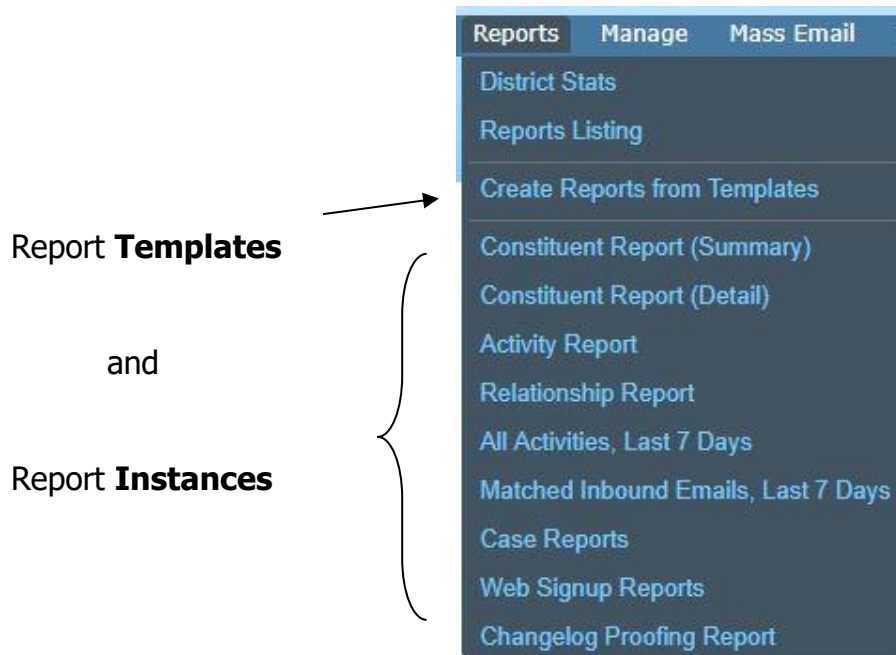 Reports Manage Mass Email
District Stats
Reports Listing
Create Reports from Templates
Report Templates
Constituent Report (Summary)
Constituent Report (Detail)
Activity Report
and
Relationship Report
All Activities, Last 7 Days
Report Instances
Matched Inbound Emails, Last 7 Days
Case Reports
Web Signup Reports
Changelog Proofing Report